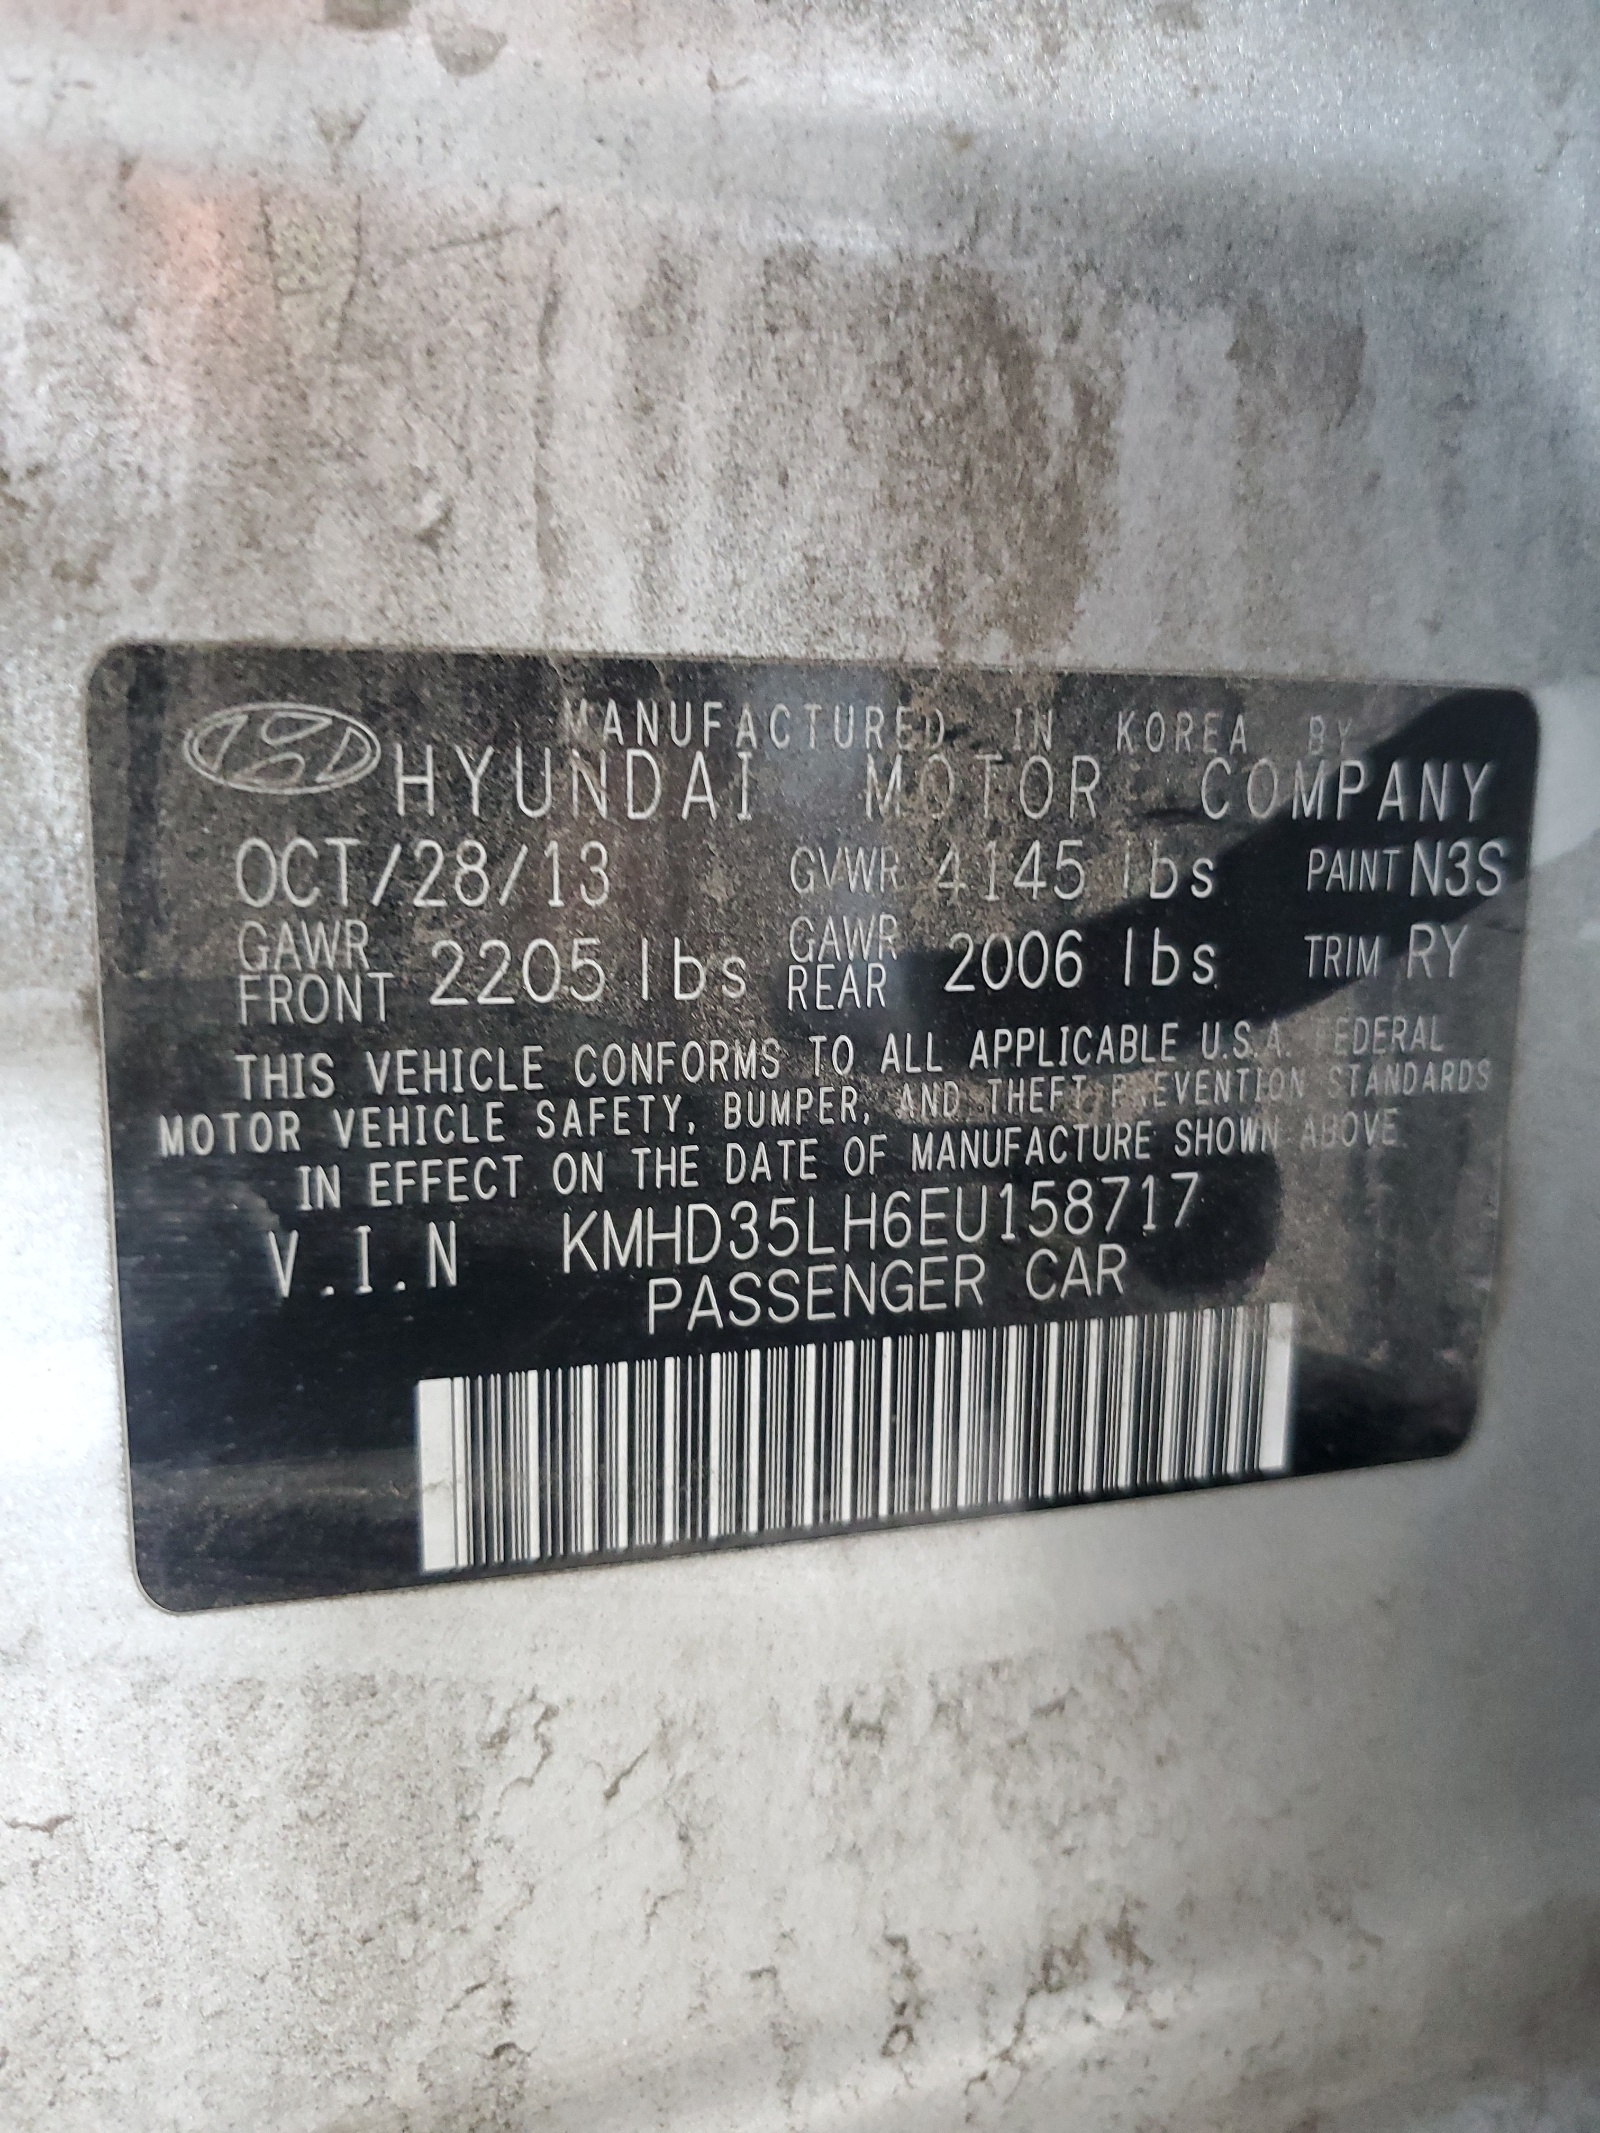 MANUFACTURED IN KOREA BY
HYUNDAI MOTOR COMPANY
OCT/28/13 GVWR 4145 lbs PAINT N3S
GAWR FRONT 2205 lbs GAWR REAR 2006 lbs TRIM RY
THIS VEHICLE CONFORMS TO ALL APPLICABLE U.S.A. FEDERAL
MOTOR VEHICLE SAFETY, BUMPER, AND THEFT PREVENTION STANDARDS
IN EFFECT ON THE DATE OF MANUFACTURE SHOWN ABOVE.
V.I.N KMHD35LH6EU158717
PASSENGER CAR